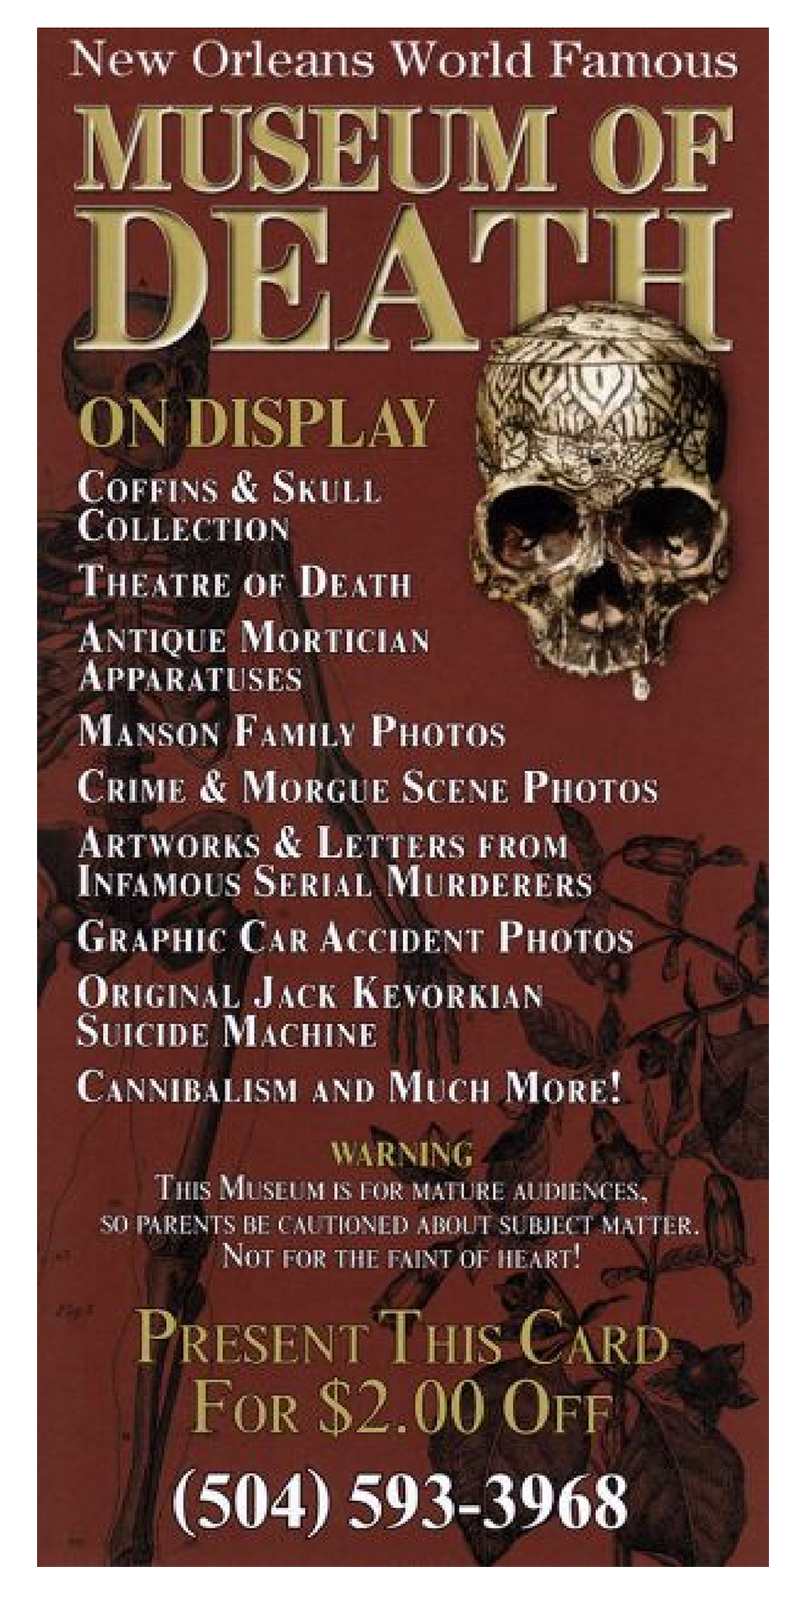 New Orleans World Famous
MUSEUM OF
DEATH
ON DISPLAY
COFFINS & SKULL
COLLECTION
THEATRE OF DEATH
ANTIQUE MORTICIAN
APPARATUSES
MANSON FAMILY PHOTOS
CRIME & MORGUE SCENE PHOTOS
ARTWORKS & LETTERS FROM
INFAMOUS SERIAL MURDERERS
GRAPHIC CAR ACCIDENT PHOTOS
ORIGINAL JACK KEVORKIAN
SUICIDE MACHINE
CANNIBALISM AND MUCH MORE!
WARNING
THIS MUSEUM IS FOR MATURE AUDIENCES,
SO PARENTS BE CAUTIONED ABOUT SUBJECT MATTER.
NOT FOR THE FAINT OF HEART!
PRESENT THIS CARD
FOR $2.00 OFF
(504) 593-3968